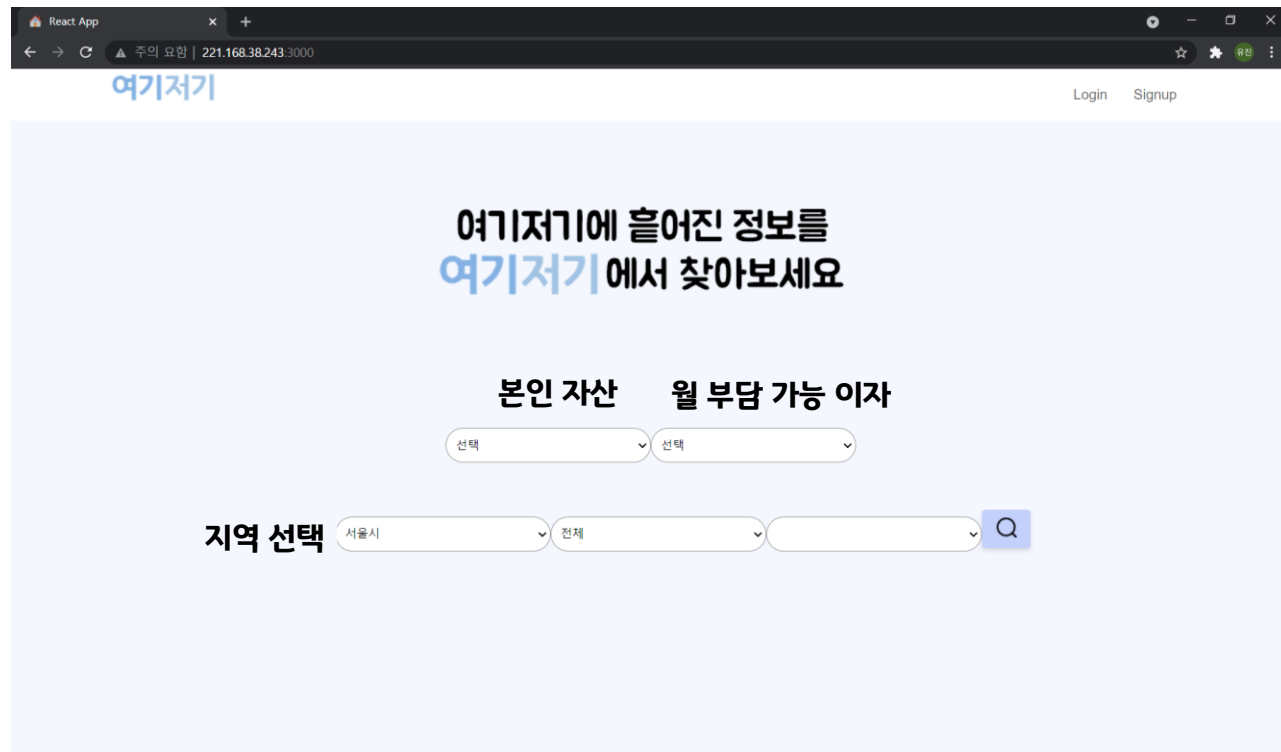 React App
주의 요함 | 221.168.38.243:3000
유진
여기저기
Login Signup
여기저기에 흩어진 정보를
여기저기에서 찾아보세요
본인 자산 월 부담 가능 이자
선택 선택
지역 선택 서울시 전체